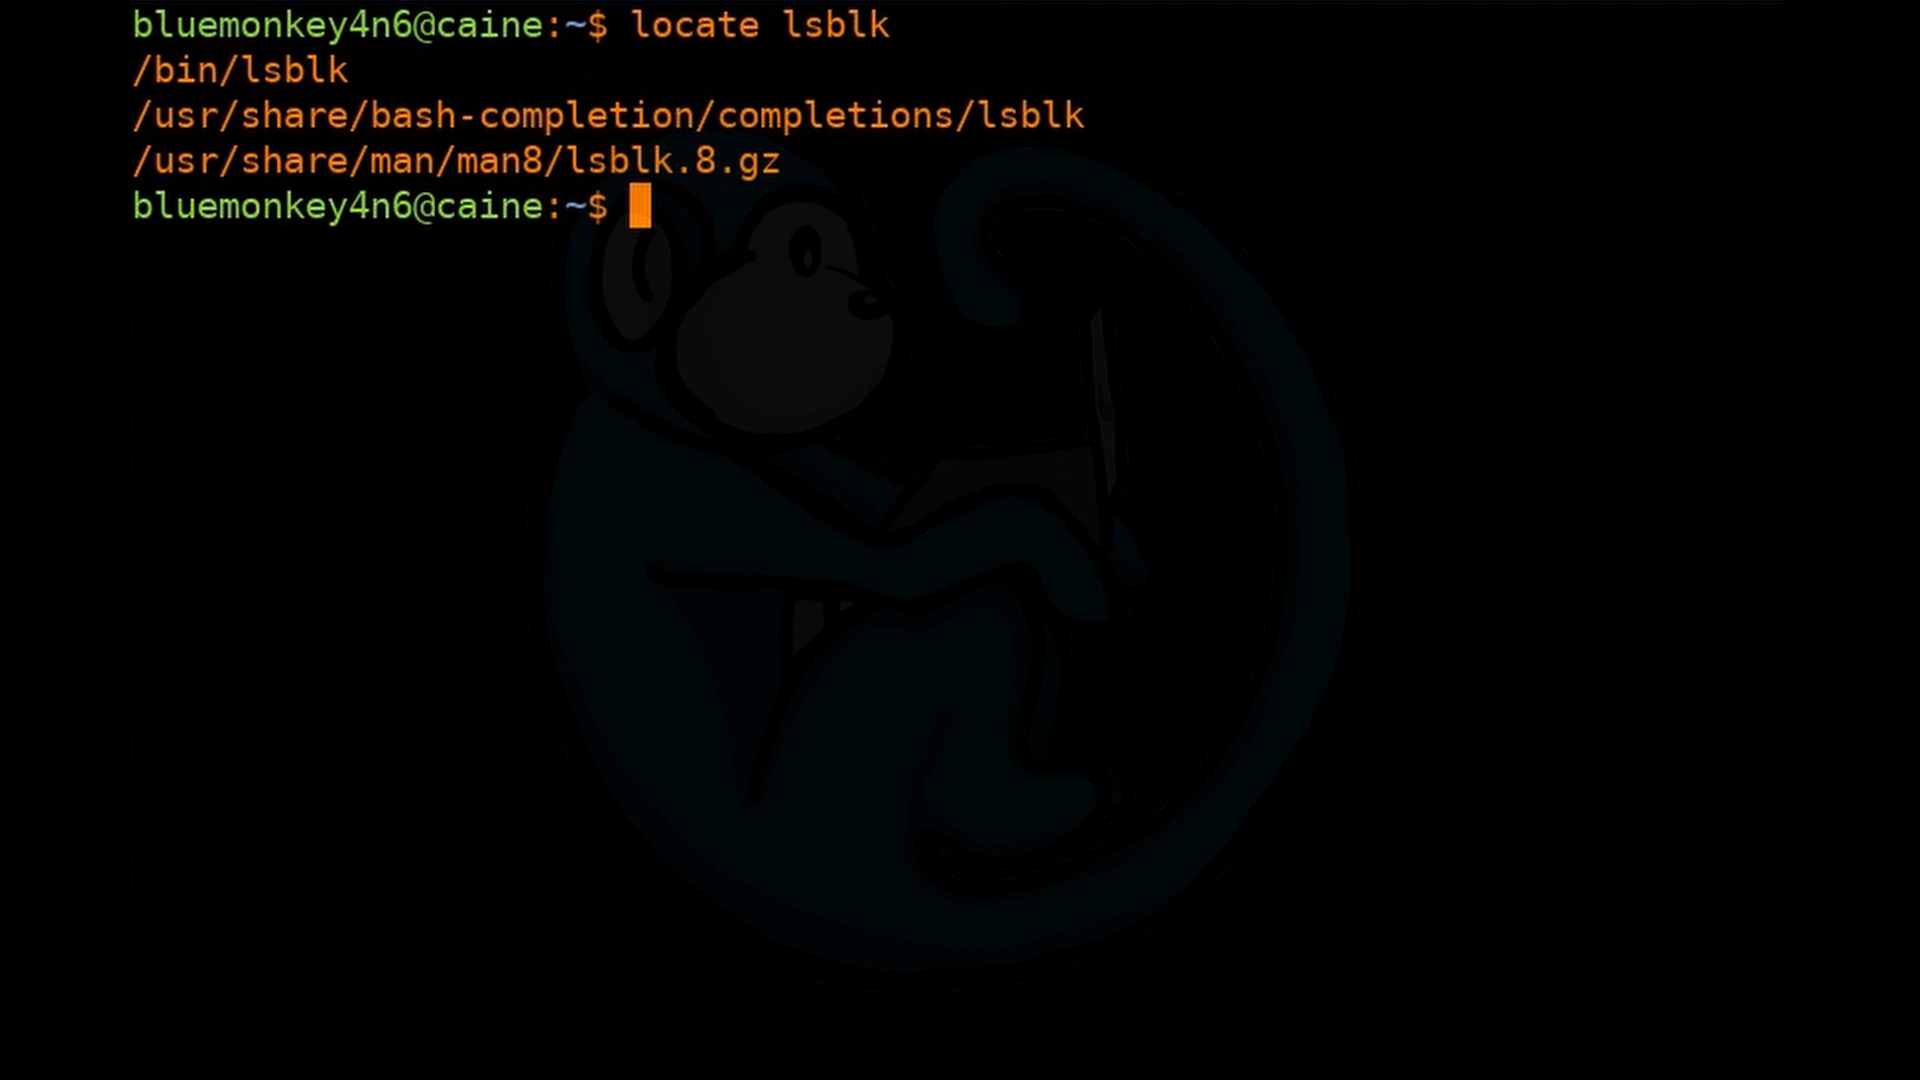 bluemonkey4n6@caine:~$ locate lsblk
/bin/lsblk
/usr/share/bash-completion/completions/lsblk
/usr/share/man/man8/lsblk.8.gz
bluemonkey4n6@caine:~$